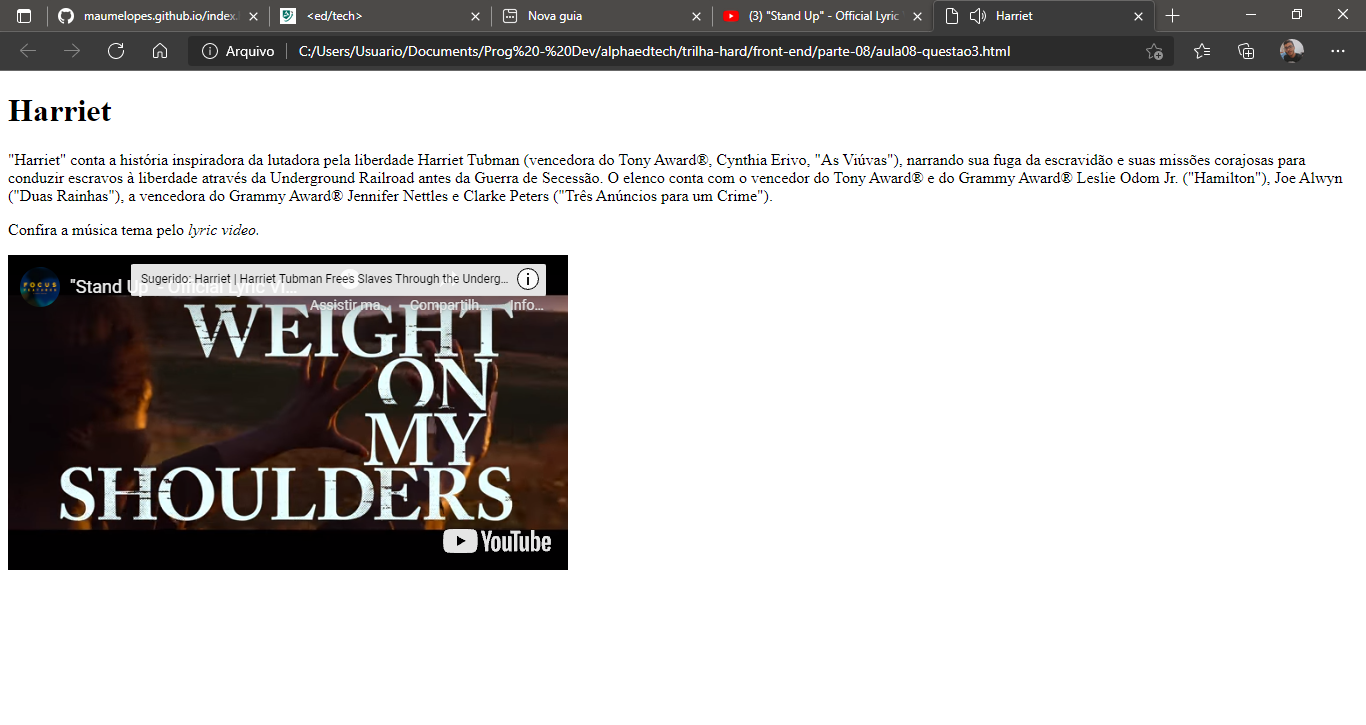 maumelopes.github.io/index.
<ed/tech>
Nova guia
(3) "Stand Up" - Official Lyric
Harriet
Arquivo
C:/Users/Usuario/Documents/Prog%20-%20Dev/alphaedtech/trilha-hard/front-end/parte-08/aula08-questao3.html
Harriet
"Harriet" conta a história inspiradora da lutadora pela liberdade Harriet Tubman (vencedora do Tony Award®, Cynthia Erivo, "As Viúvas"), narrando sua fuga da escravidão e suas missões corajosas para
conduzir escravos à liberdade através da Underground Railroad antes da Guerra de Secessão. O elenco conta com o vencedor do Tony Award® e do Grammy Award® Leslie Odom Jr. ("Hamilton"), Joe Alwyn
("Duas Rainhas"), a vencedora do Grammy Award® Jennifer Nettles e Clarke Peters ("Três Anúncios para um Crime").
Confira a música tema pelo lyric video.
FOCUS
FEATURES
Sugerido: Harriet | Harriet Tubman Frees Slaves Through the Underg...
"Stand Up" - Official Lyric Vi...
Assistir ma...
Compartilh...
Info...
WEIGHT
ON
MY
SHOULDERS
YouTube